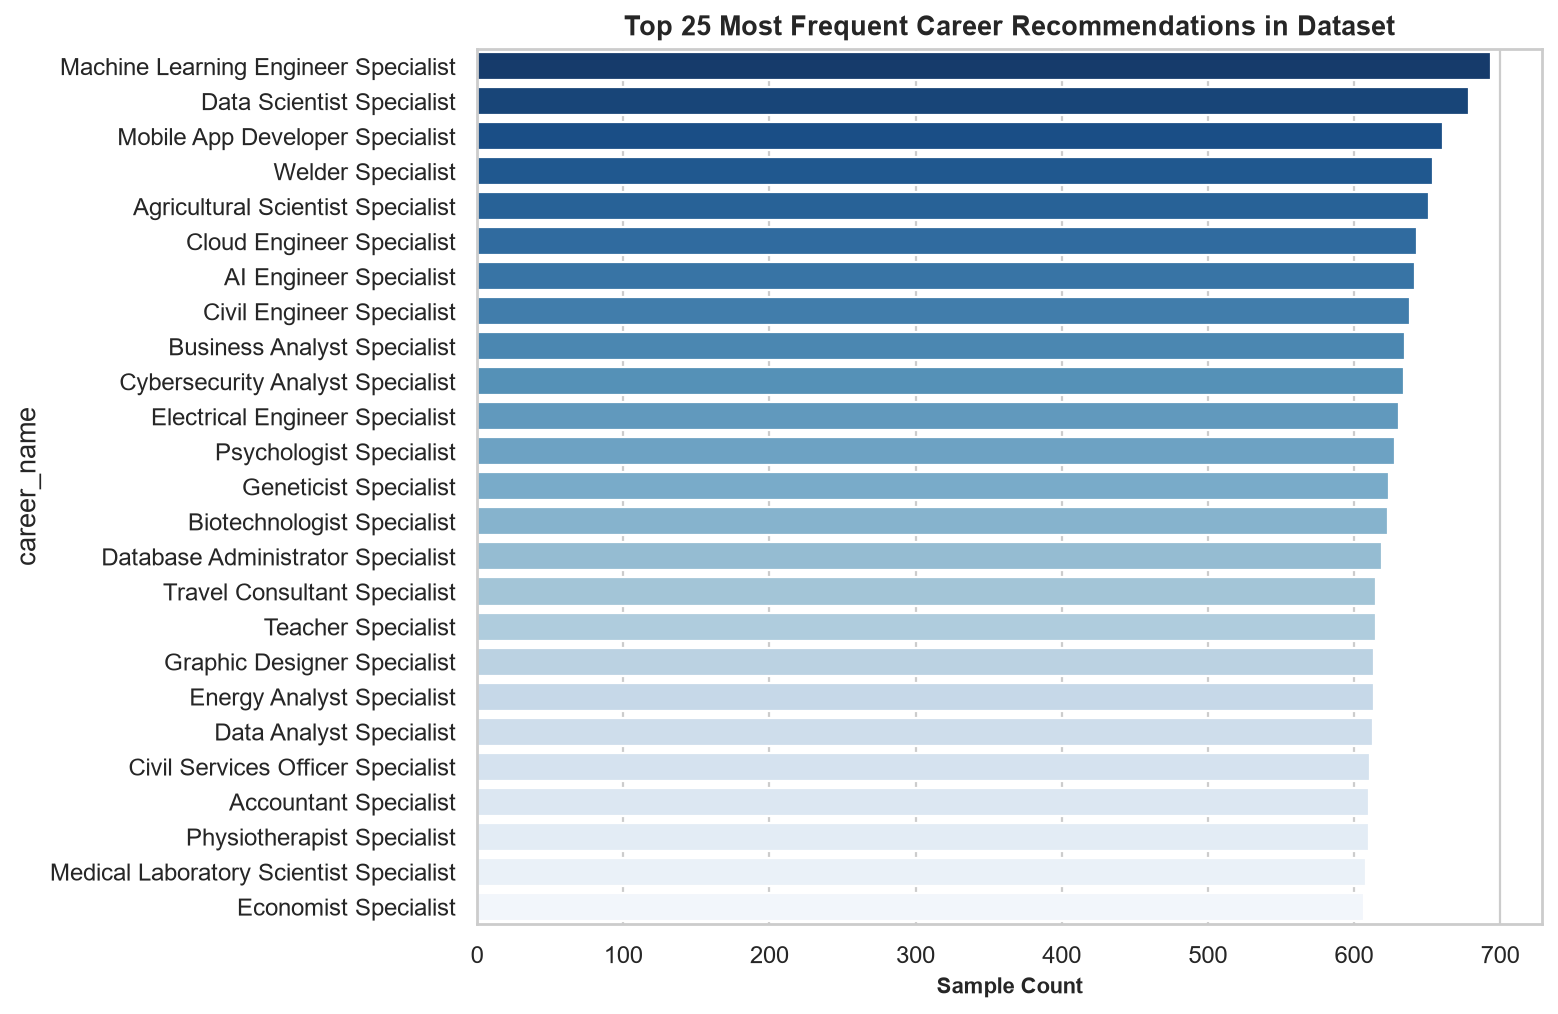 Top 25 Most Frequent Career Recommendations in Dataset
Machine Learning Engineer Specialist
Data Scientist Specialist
Mobile App Developer Specialist
Welder Specialist
Agricultural Scientist Specialist
Cloud Engineer Specialist
AI Engineer Specialist
Civil Engineer Specialist
Business Analyst Specialist
Cybersecurity Analyst Specialist
Electrical Engineer Specialist
Psychologist Specialist
Geneticist Specialist
Biotechnologist Specialist
Database Administrator Specialist
Travel Consultant Specialist
Teacher Specialist
Graphic Designer Specialist
Energy Analyst Specialist
Data Analyst Specialist
Civil Services Officer Specialist
Accountant Specialist
Physiotherapist Specialist
Medical Laboratory Scientist Specialist
Economist Specialist
career_name
0 100 200 300 400 500 600 700
Sample Count